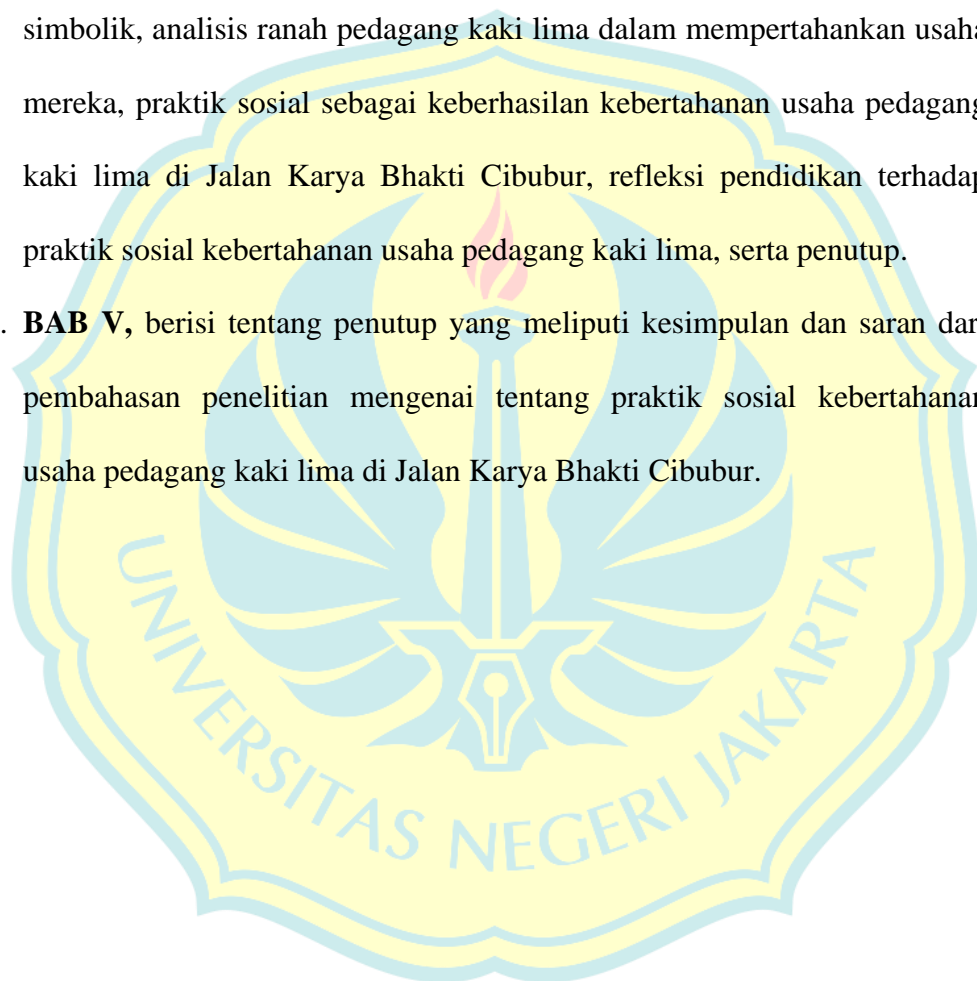 simbolik, analisis ranah pedagang kaki lima dalam mempertahankan usaha
mereka, praktik sosial sebagai keberhasilan kebertahanan usaha pedagang
kaki lima di Jalan Karya Bhakti Cibubur, refleksi pendidikan terhadap
praktik sosial kebertahanan usaha pedagang kaki lima, serta penutup.
. BAB V, berisi tentang penutup yang meliputi kesimpulan dan saran dari
pembahasan penelitian mengenai tentang praktik sosial kebertahanan
usaha pedagang kaki lima di Jalan Karya Bhakti Cibubur.
UNIVERSITAS NEGERI JAKARTA